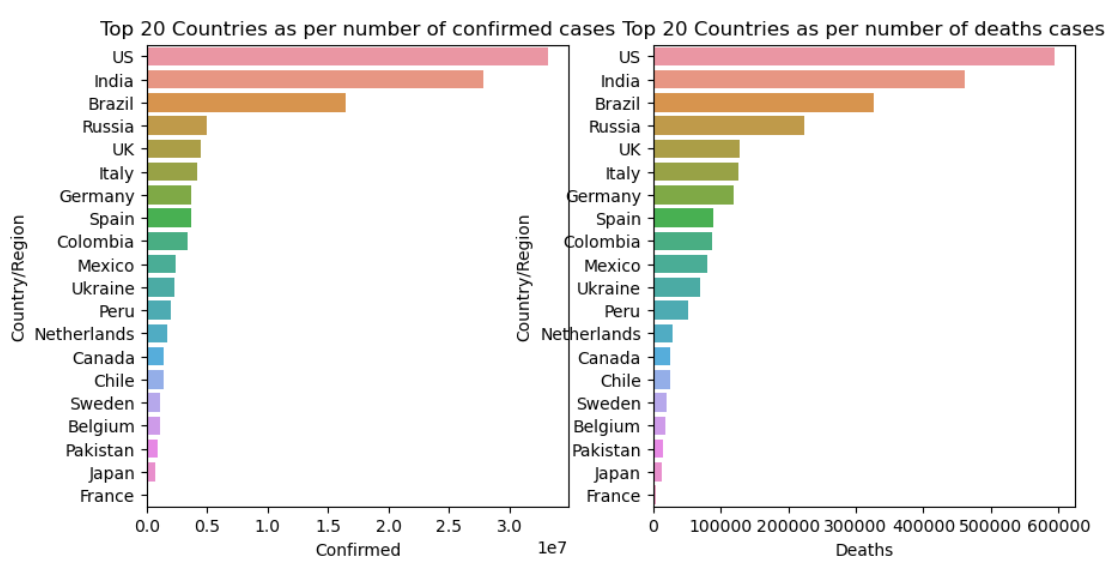 Top 20 Countries as per number of confirmed cases
Country/Region
US
India
Brazil
Russia
UK
Italy
Germany
Spain
Colombia
Mexico
Ukraine
Peru
Netherlands
Canada
Chile
Sweden
Belgium
Pakistan
Japan
France
0.0 0.5 1.0 1.5 2.0 2.5 3.0
1e7
Confirmed
Top 20 Countries as per number of deaths cases
Country/Region
US
India
Brazil
Russia
UK
Italy
Germany
Spain
Colombia
Mexico
Ukraine
Peru
Netherlands
Canada
Chile
Sweden
Belgium
Pakistan
Japan
France
0 100000 200000 300000 400000 500000 600000
Deaths